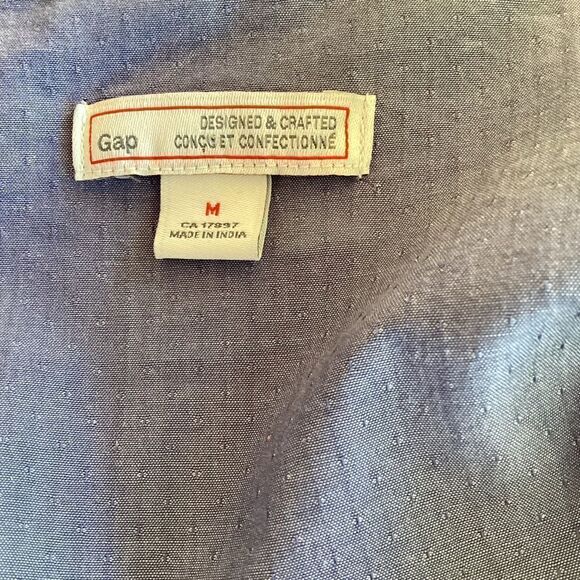 Gap
DESIGNED & CRAFTED
CONÇU ET CONFECTIONNÉ
M
CA 17897
MADE IN INDIA